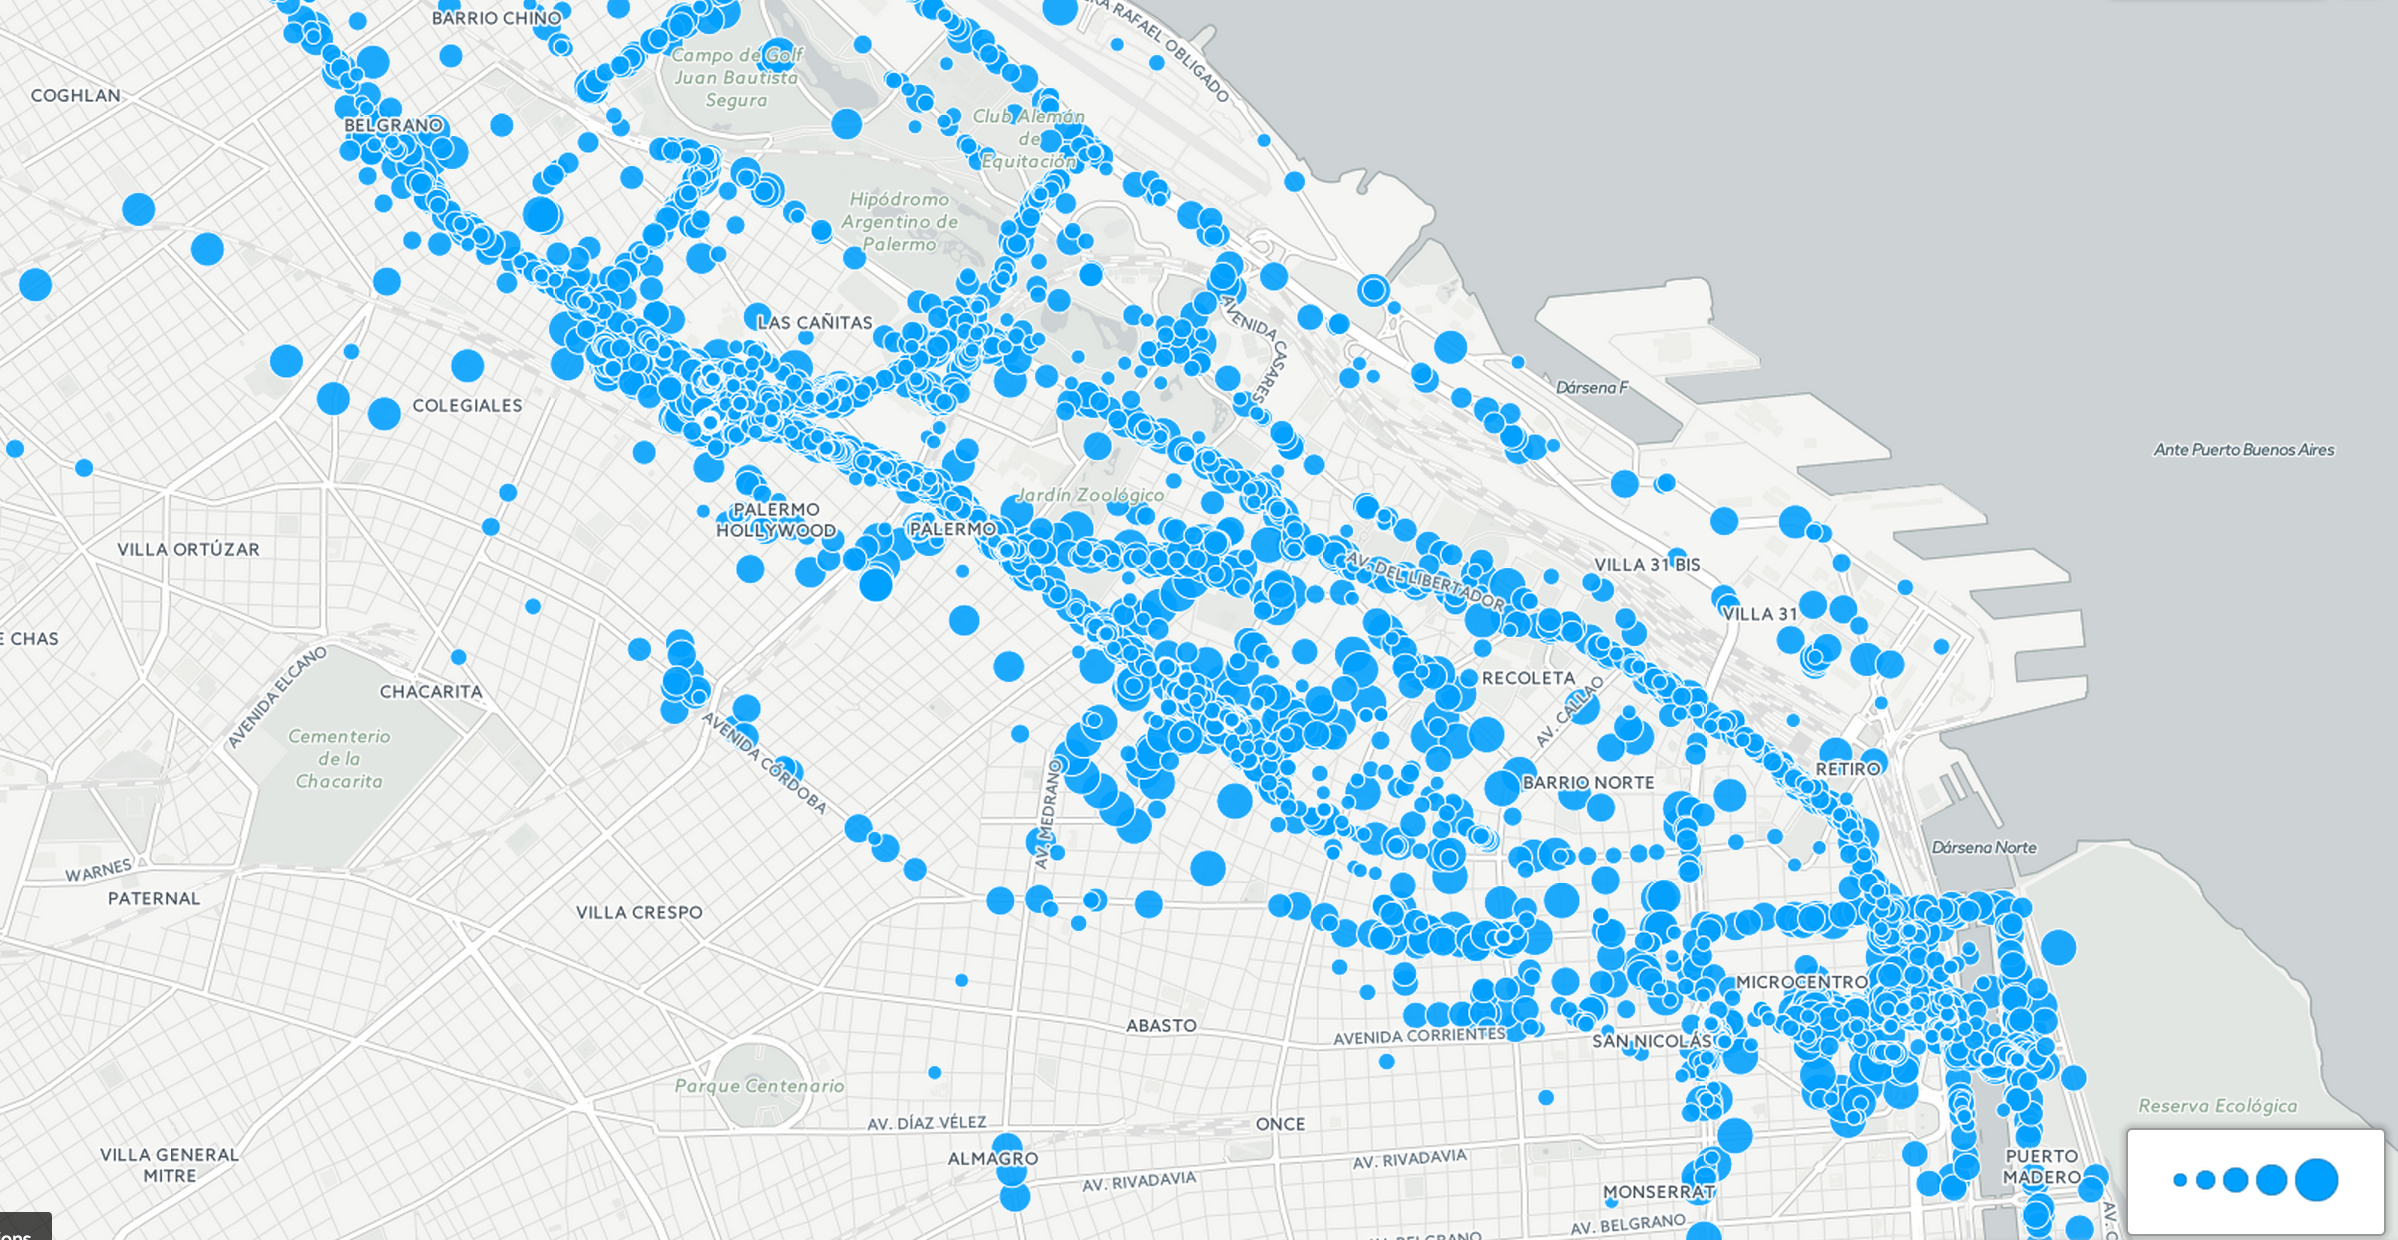 BARRIO CHINO
RA RAFAEL OBLIGADO
Campo de Golf
Juan Bautista
Segura
COGHLAN
BELGRANO
Club Alemán
de
Equitación
Hipódromo
Argentino de
Palermo
LAS CAÑITAS
AVENIDA CASARES
Dársena F
COLEGIALES
Ante Puerto Buenos Aires
Jardín Zoológico
PALERMO
HOLLYWOOD
PALERMO
VILLA ORTÚZAR
AV. DEL LIBERTADOR
VILLA 31 BIS
VILLA 31
E CHAS
AVENIDA ELCANO
CHACARITA
RECOLETA
AV. CALLAO
AVENIDA CÓRDOBA
Cementerio
de la
Chacarita
AV. MEDRANO
BARRIO NORTE
RETIRO
Dársena Norte
WARNES
PATERNAL
VILLA CRESPO
MICROCENTRO
ABASTO
AVENIDA CORRIENTES
SAN NICOLÁS
Parque Centenario
Reserva Ecológica
AV. DÍAZ VÉLEZ
ONCE
VILLA GENERAL
MITRE
ALMAGRO
AV. RIVADAVIA
AV. RIVADAVIA
PUERTO
MADERO
MONSERRAT
AV. BELGRANO
AV. BELGRANO